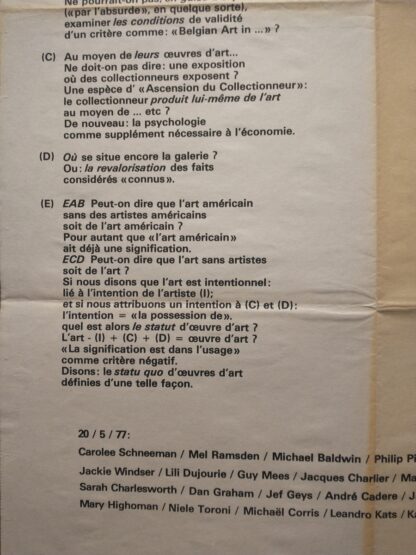 («par l'absurde», en quelque sorte),
examiner les conditions de validité
d'un critère comme: «Belgian Art in ...» ?
(C) Au moyen de leurs œuvres d'art...
Ne doit-on pas dire: une exposition
où des collectionneurs exposent ?
Une espèce d' «Ascension du Collectionneur»:
le collectionneur produit lui-même de l'art
au moyen de ... etc ?
De nouveau: la psychologie
comme supplément nécessaire à l'économie.
(D) Où se situe encore la galerie ?
Ou: la revalorisation des faits
considérés «connus».
(E) EAB Peut-on dire que l'art américain
sans des artistes américains
soit de l'art américain ?
Pour autant que «l'art américain»
ait déjà une signification.
ECD Peut-on dire que l'art sans artistes
soit de l'art ?
Si nous disons que l'art est intentionnel:
lié à l'intention de l'artiste (I);
et si nous attribuons un intention à (C) et (D):
l'intention = «la possession de».
quel est alors le statut d'œuvre d'art ?
L'art - (I) + (C) + (D) = œuvre d'art ?
«La signification est dans l'usage»
comme critère négatif.
Disons: le statu quo d'œuvres d'art
définies d'une telle façon.
20 / 5 / 77:
Carolee Schneeman / Mel Ramsden / Michael Baldwin / Philip
Jackie Windser / Lili Dujourie / Guy Mees / Jacques Charlier /
Sarah Charlesworth / Dan Graham / Jef Geys / André Cadere /
Mary Highoman / Niele Toroni / Michaël Corris / Leandro Kats /